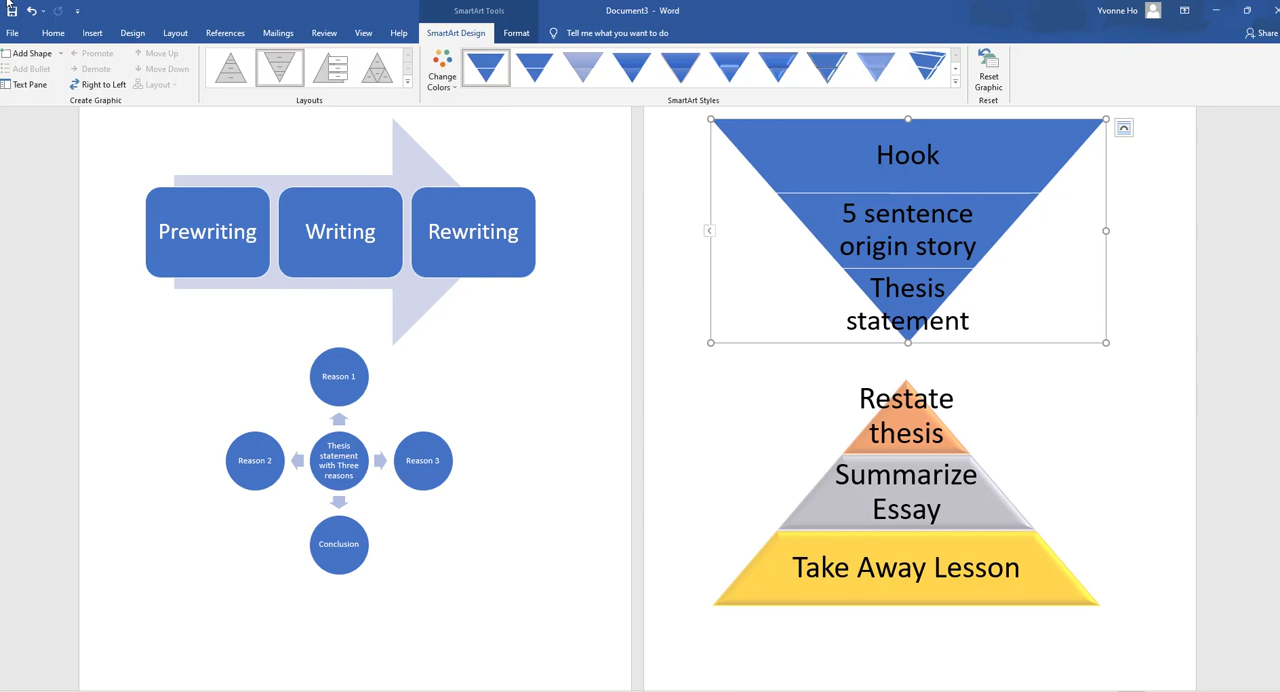 SmartArt Tools
Document3 - Word
Yvonne Ho
File Home Insert Design Layout References Mailings Review View Help SmartArt Design Format Tell me what you want to do
Share
Add Shape
Promote
Move Up
Add Bullet
Demote
Move Down
Text Pane
Right to Left
Layout
Create Graphic
Layouts
Change
Colors
SmartArt Styles
Reset
Graphic
Reset
Prewriting
Writing
Rewriting
Reason 1
Reason 2
Thesis
statement
with Three
reasons
Reason 3
Conclusion
Hook
5 sentence
origin story
Thesis
statement
Restate
thesis
Summarize
Essay
Take Away Lesson